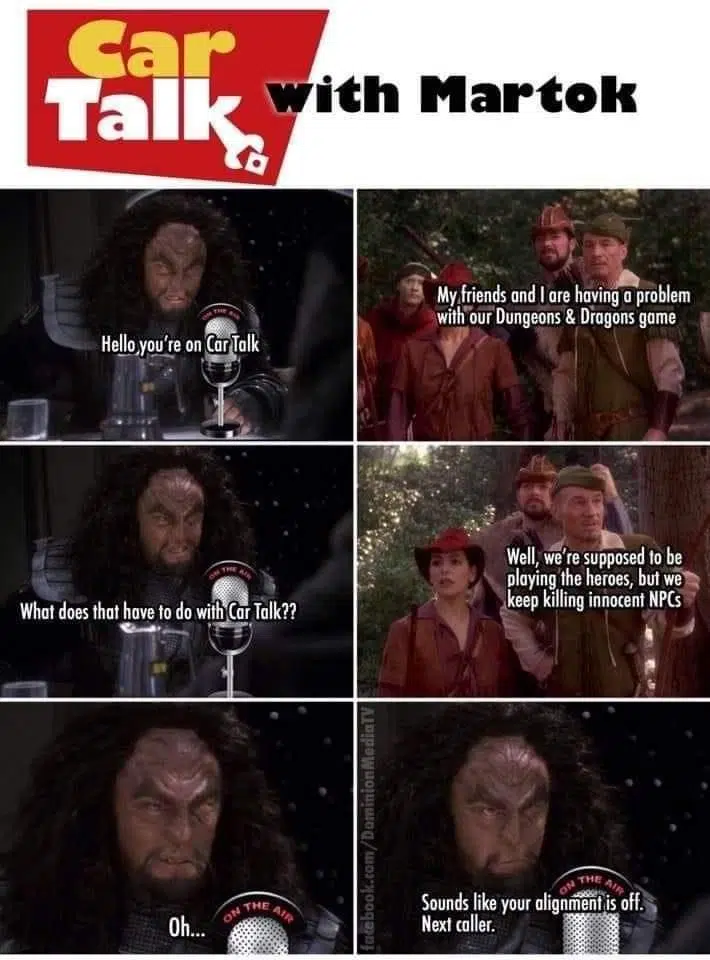 Car
Talk with Martok
Hello you're on Car Talk
ON THE AIR
My friends and I are having a problem
with our Dungeons & Dragons game
What does that have to do with Car Talk??
ON THE AIR
Well, we're supposed to be
playing the heroes, but we
keep killing innocent NPCs
Oh...
ON THE AIR
facebook.com/DominionMediaTV
Sounds like your alignment is off.
Next caller.
ON THE AIR